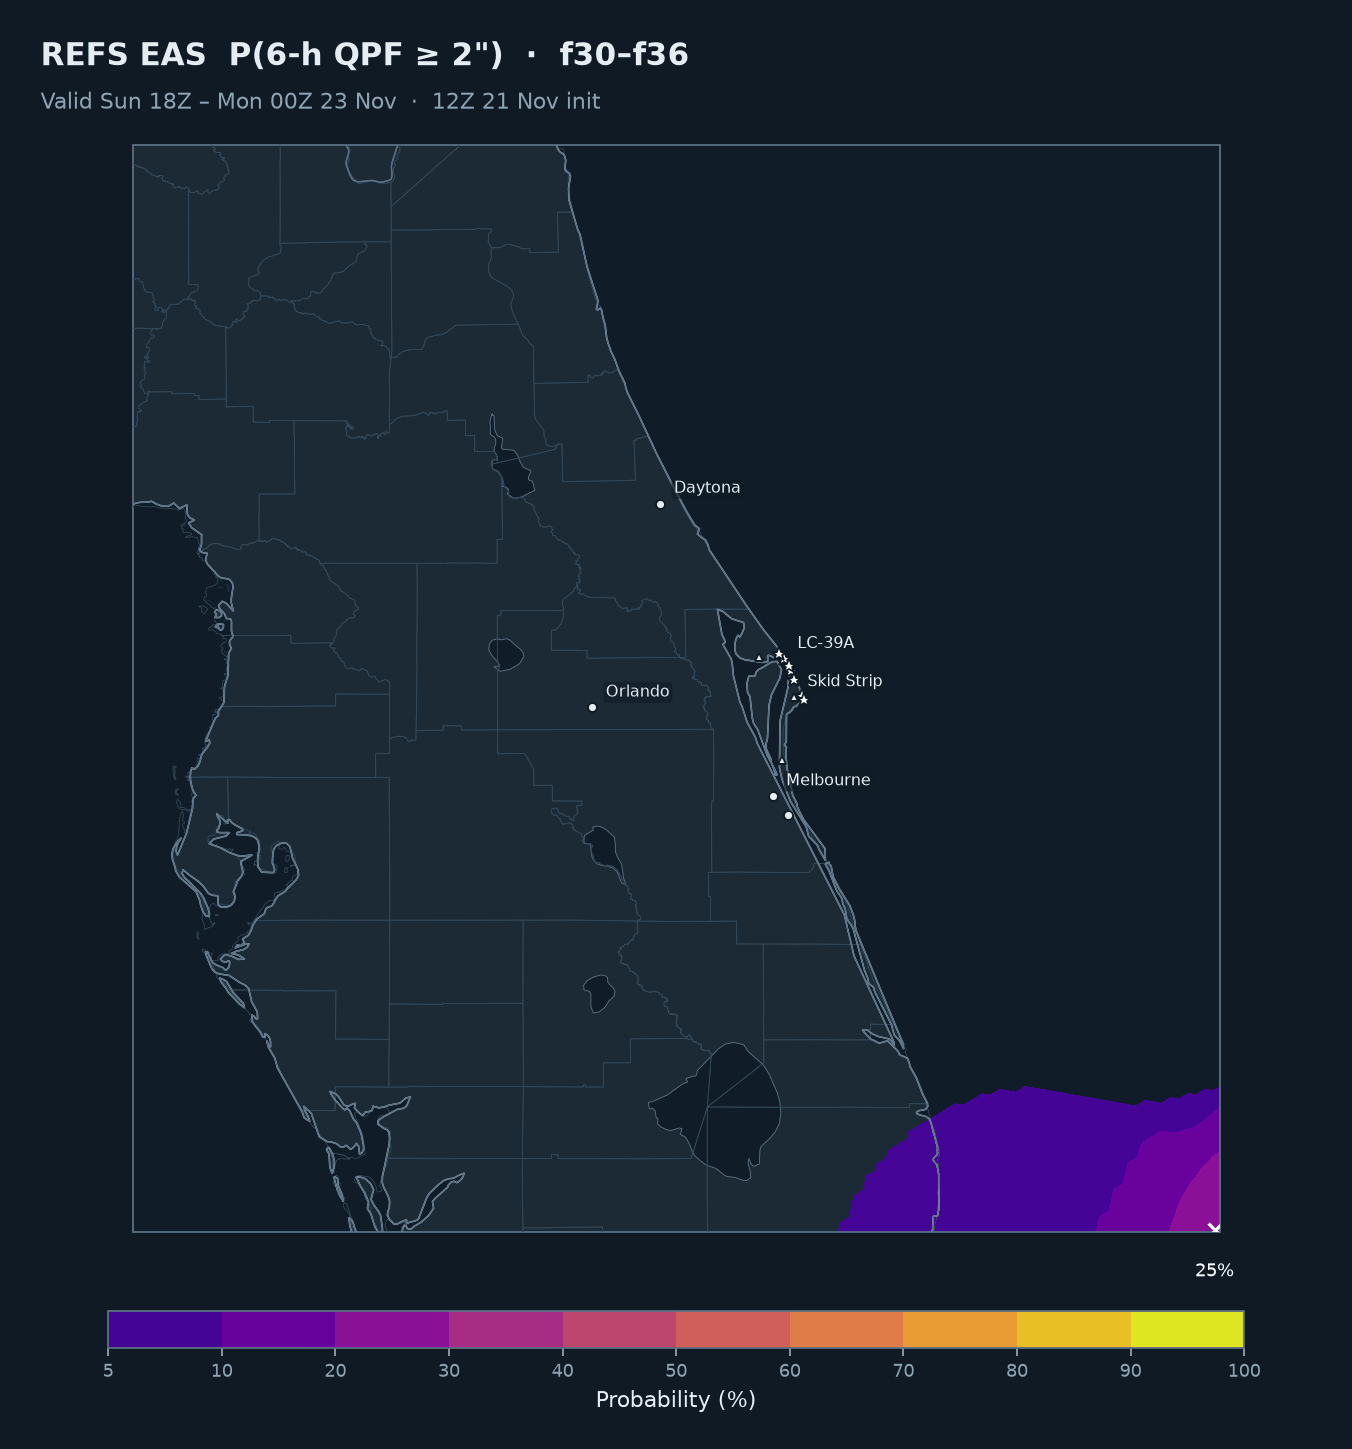 REFS EAS  P(6-h QPF ≥ 2")  ·  f30–f36
Valid Sun 18Z – Mon 00Z 23 Nov  ·  12Z 21 Nov init
Daytona
LC-39A
Skid Strip
Orlando
Melbourne
25%
5 10 20 30 40 50 60 70 80 90 100
Probability (%)